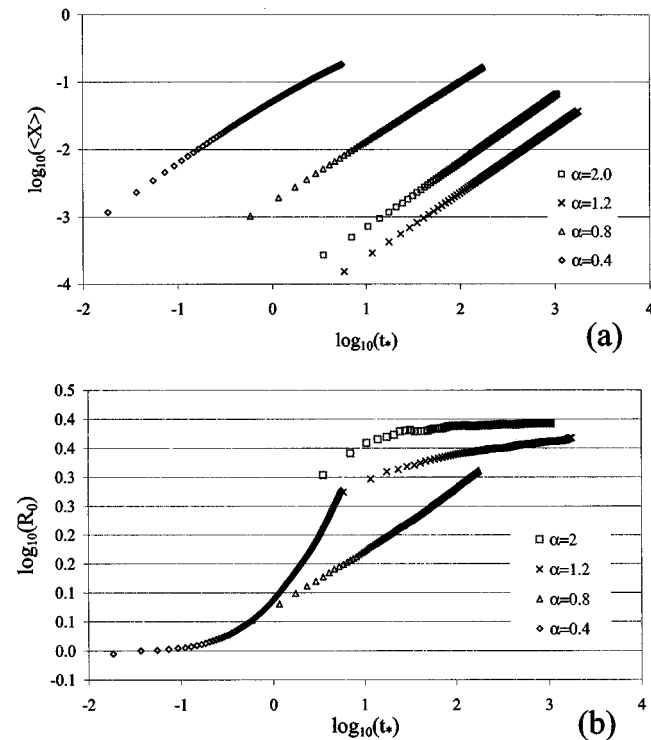 0
-1
-2
-3
-4
log₁₀(<X>)
□ α=2.0
× α=1.2
△ α=0.8
◇ α=0.4
-2 -1 0 1 2 3 4
log₁₀(t*)
(a)
0.5
0.4
0.4
0.3
0.3
0.2
0.2
0.1
0.1
0.0
-0.1
log₁₀(R₀)
□ α=2
× α=1.2
△ α=0.8
◇ α=0.4
-2 -1 0 1 2 3 4
log₁₀(t*)
(b)